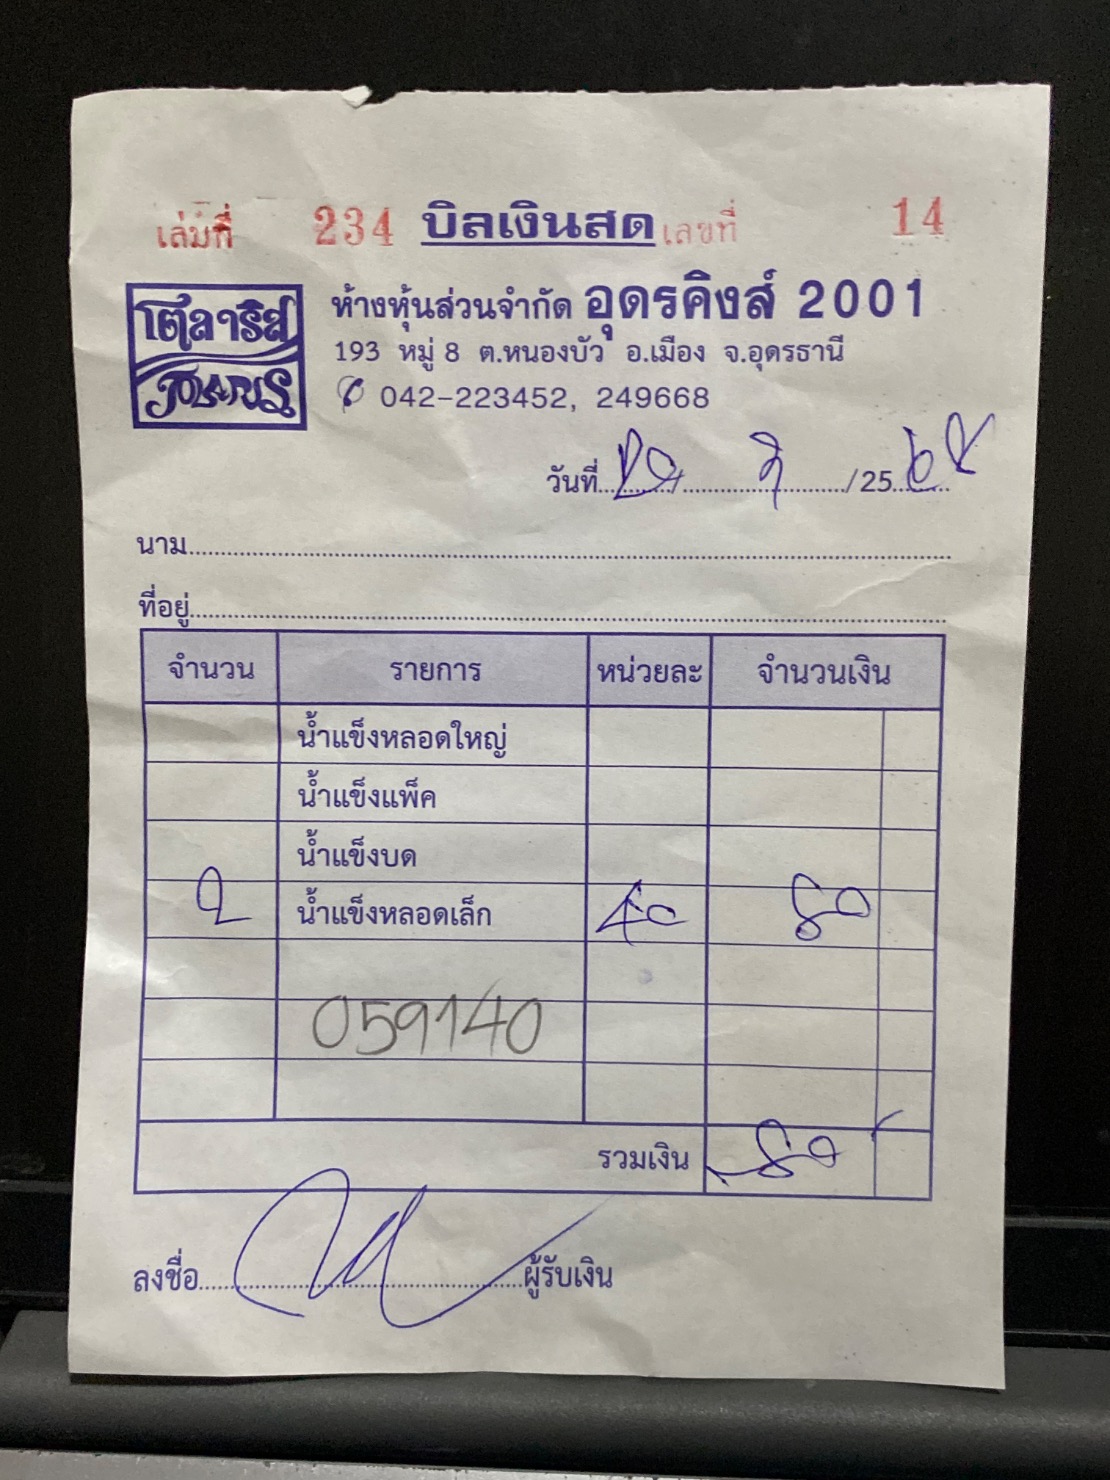 เล่มที่ 234 บิลเงินสด เลขที่ 14
โตลาริส
TOLARIS
ห้างหุ้นส่วนจำกัด อุดรคิงส์ 2001
193 หมู่ 8 ต.หนองบัว อ.เมือง จ.อุดรธานี
042-223452, 249668
วันที่ / /25
นาม
ที่อยู่
จำนวน รายการ หน่วยละ จำนวนเงิน
น้ำแข็งหลอดใหญ่
น้ำแข็งแพ็ค
น้ำแข็งบด
2 น้ำแข็งหลอดเล็ก 40 80
059140
รวมเงิน 80
ลงชื่อ ผู้รับเงิน